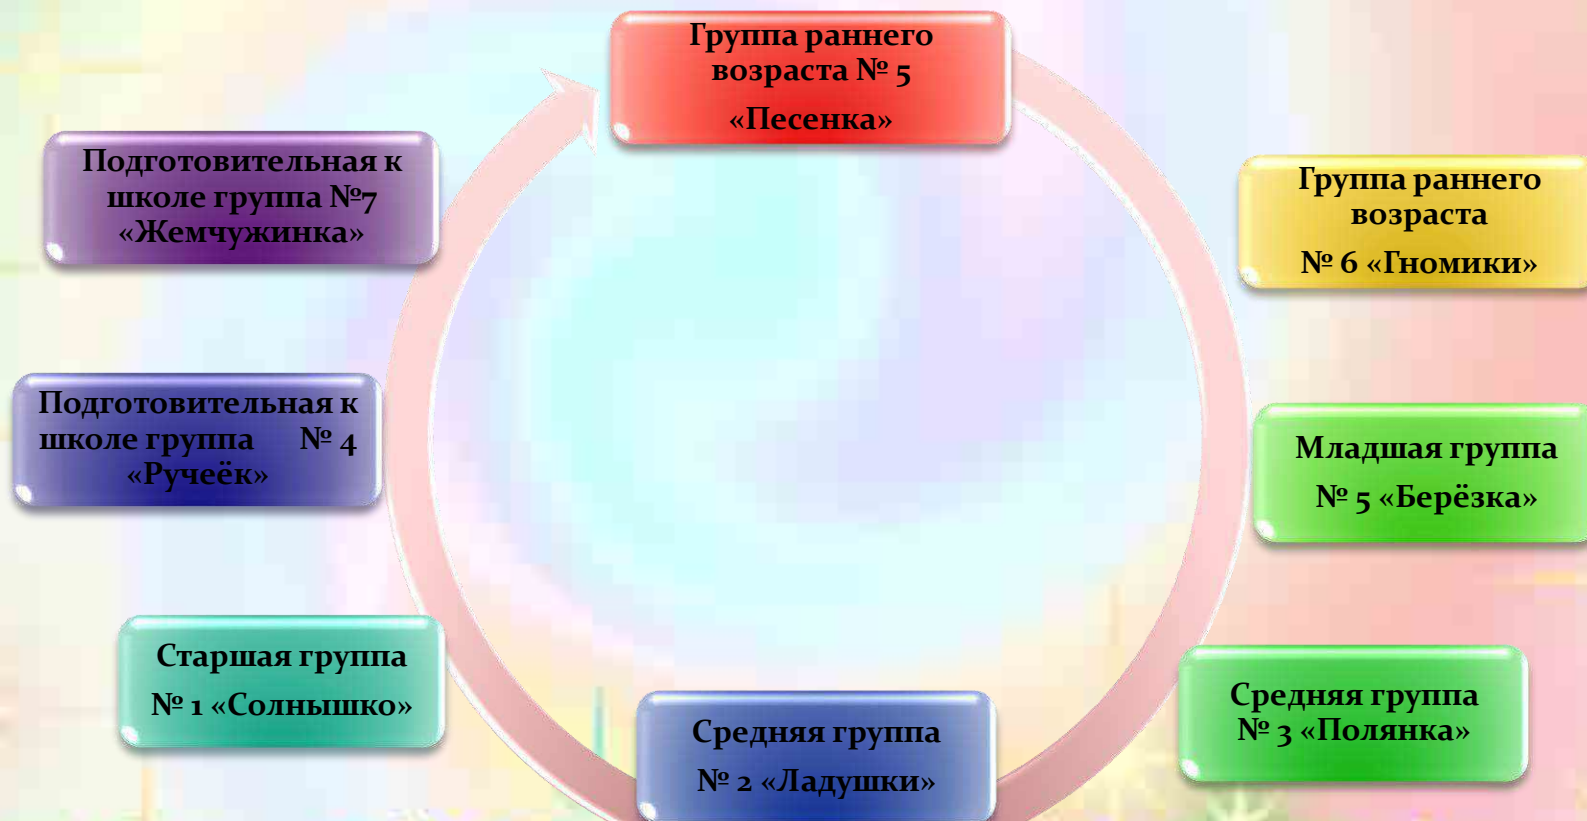 Группа раннего
возраста № 5
«Песенка»
Группа раннего
возраста
№ 6 «Гномики»
Младшая группа
№ 5 «Берёзка»
Средняя группа
№ 3 «Полянка»
Средняя группа
№ 2 «Ладушки»
Старшая группа
№ 1 «Солнышко»
Подготовительная к
школе группа № 4
«Ручеёк»
Подготовительная к
школе группа №7
«Жемчужинка»